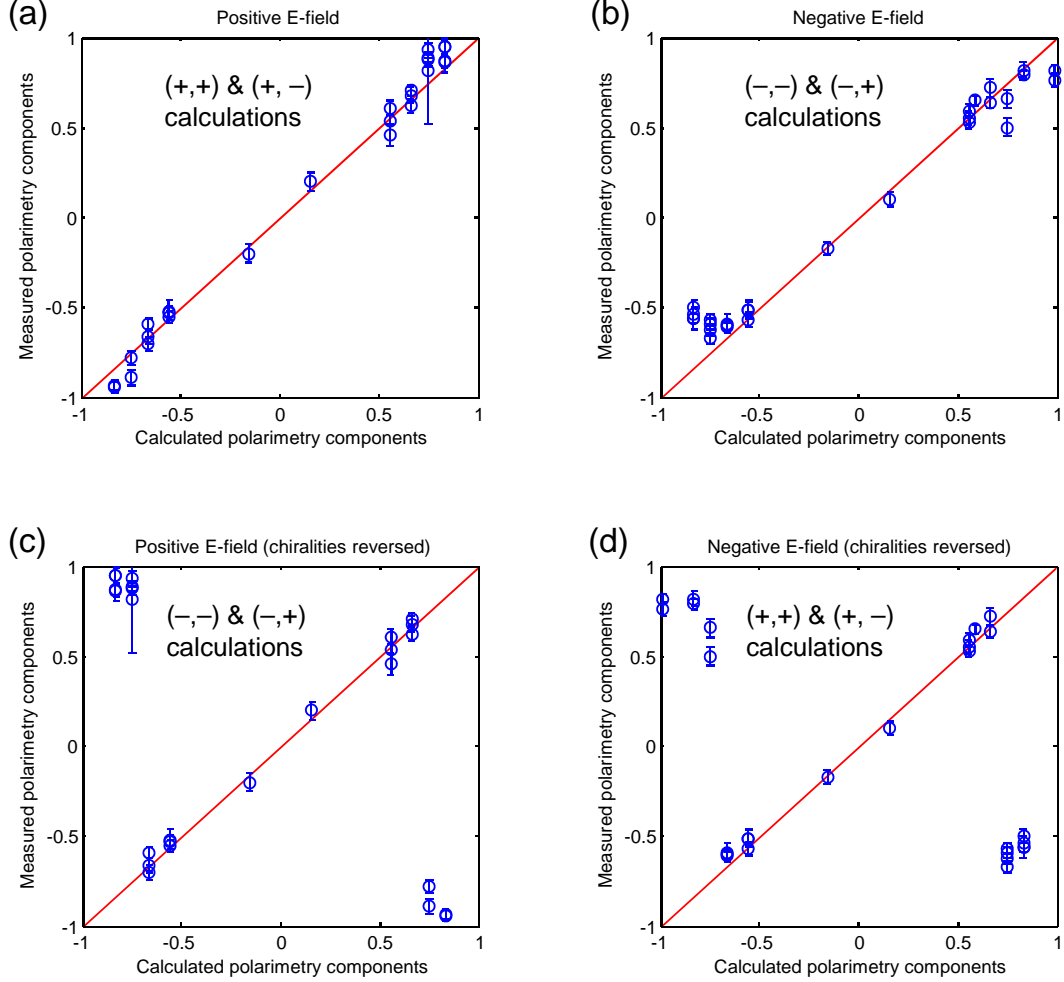 (a)
Positive E-field
(+,+) & (+, –)
calculations
Measured polarimetry components
1
0.5
0
-0.5
-1
-1
-0.5
0
0.5
1
Calculated polarimetry components
(b)
Negative E-field
(–,–) & (–,+)
calculations
Measured polarimetry components
1
0.5
0
-0.5
-1
-1
-0.5
0
0.5
1
Calculated polarimetry components
(c)
Positive E-field (chiralities reversed)
(–,–) & (–,+)
calculations
Measured polarimetry components
1
0.5
0
-0.5
-1
-1
-0.5
0
0.5
1
Calculated polarimetry components
(d)
Negative E-field (chiralities reversed)
(+,+) & (+, –)
calculations
Measured polarimetry components
1
0.5
0
-0.5
-1
-1
-0.5
0
0.5
1
Calculated polarimetry components